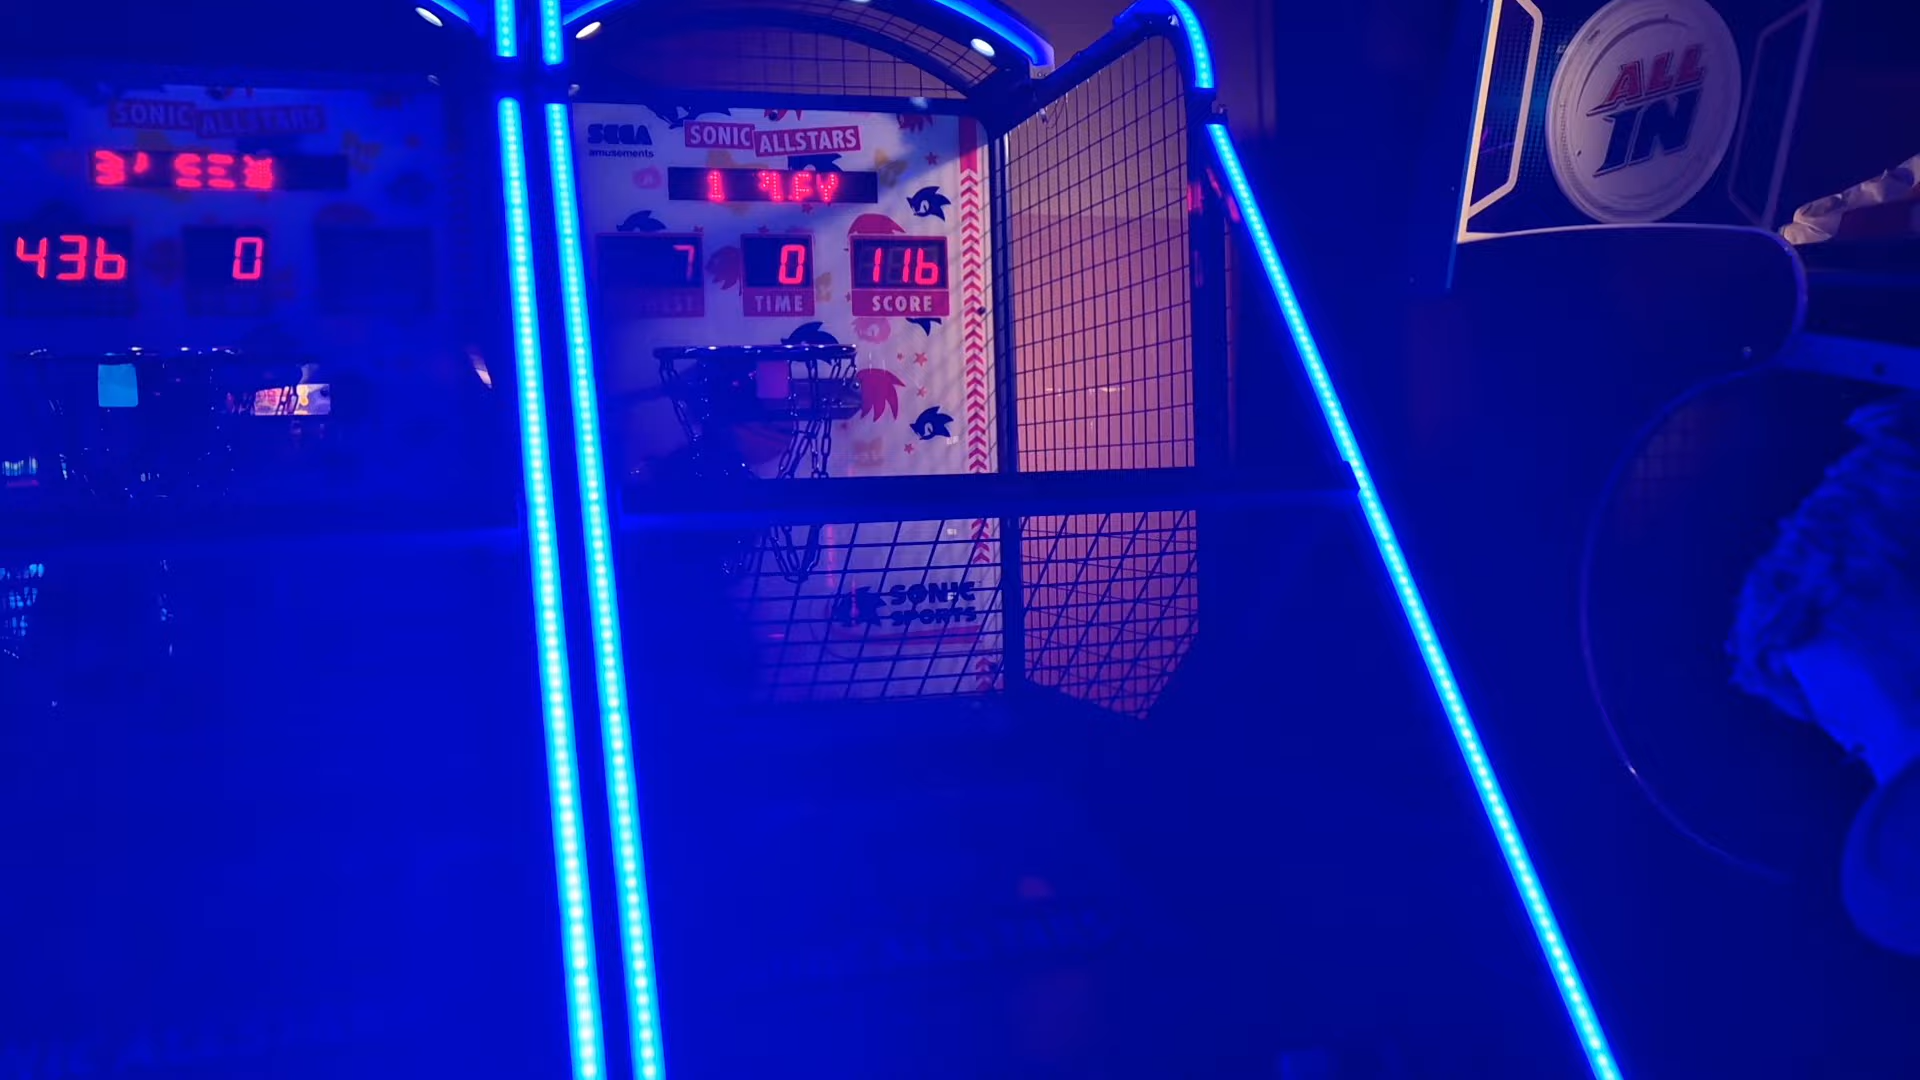 SONIC ALLSTARS
436 0
SEGA
amusements
SONIC ALLSTARS
7 0 116
TIME SCORE
SONIC
SPORTS
ALL
IN